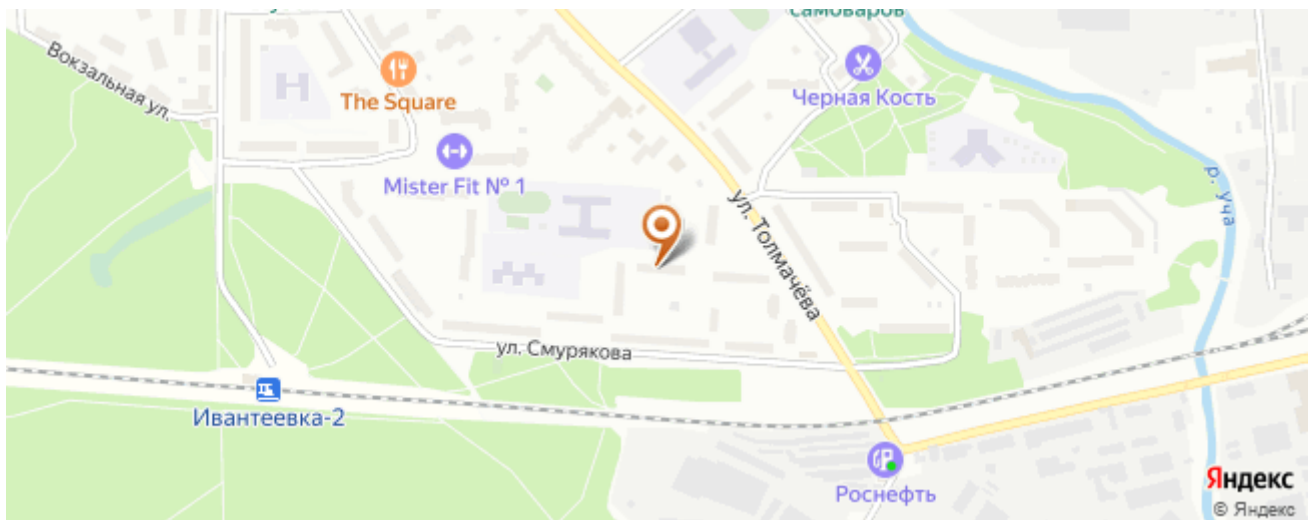 самоваров
Вокзальная ул.
The Square
Черная Кость
Mister Fit № 1
р. Уча
ул. Толмачёва
ул. Смурякова
Ивантеевка-2
Роснефть
Яндекс
© Яндекс